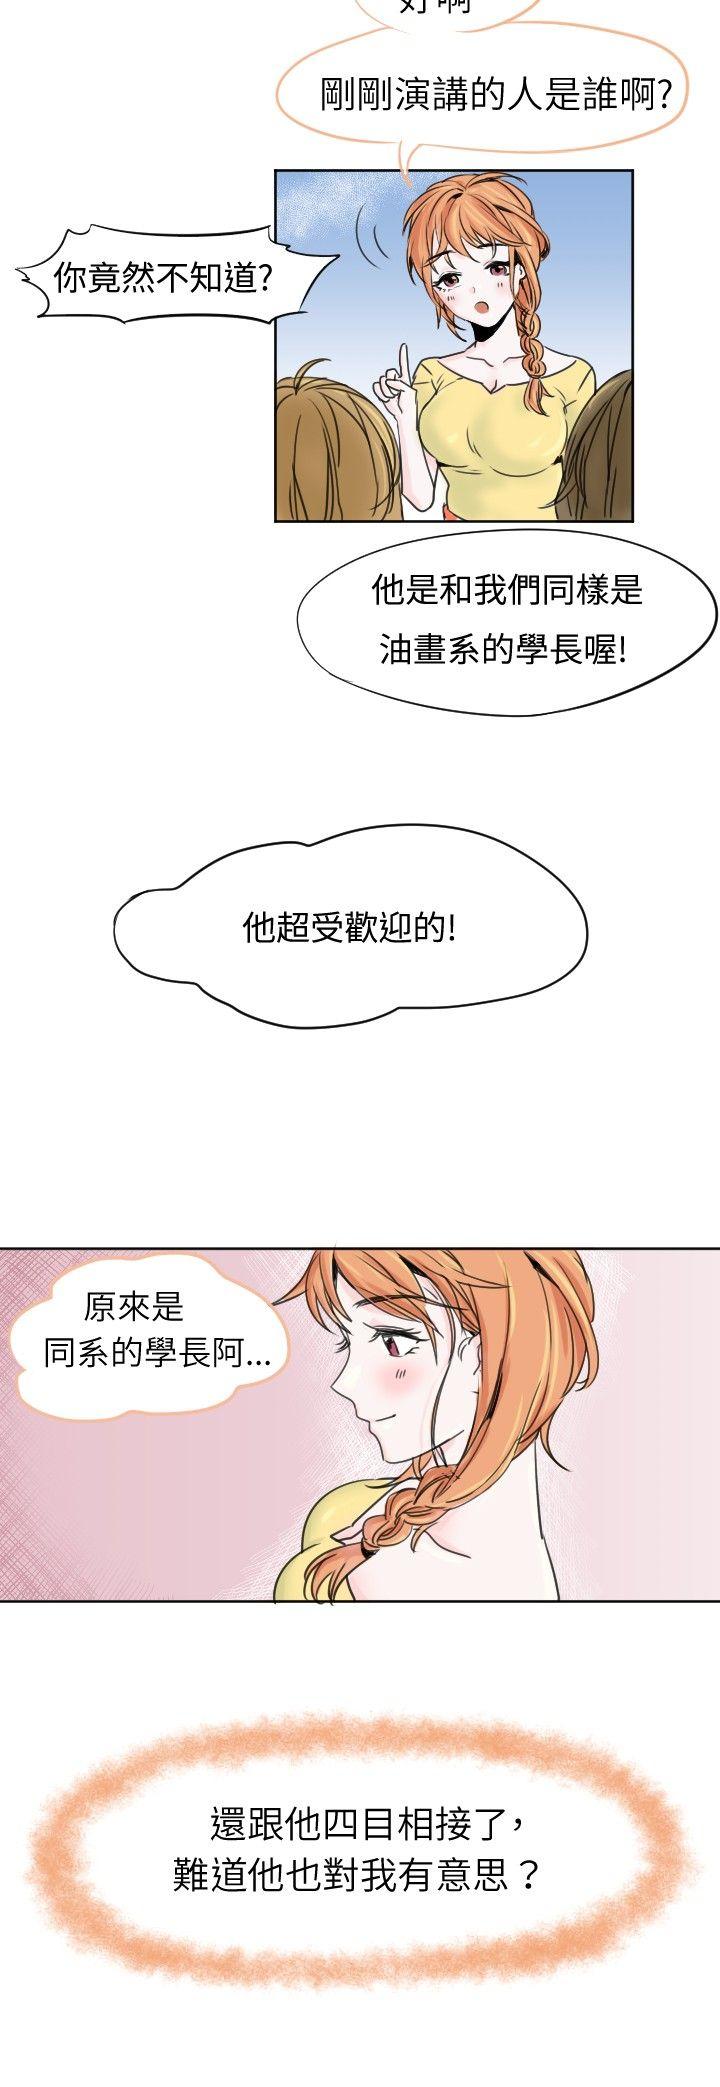 好啊
剛剛演講的人是誰啊?
你竟然不知道?
他是和我們同樣是
油畫系的學長喔!
他超受歡迎的!
原來是
同系的學長阿...
還跟他四目相接了,
難道他也對我有意思？